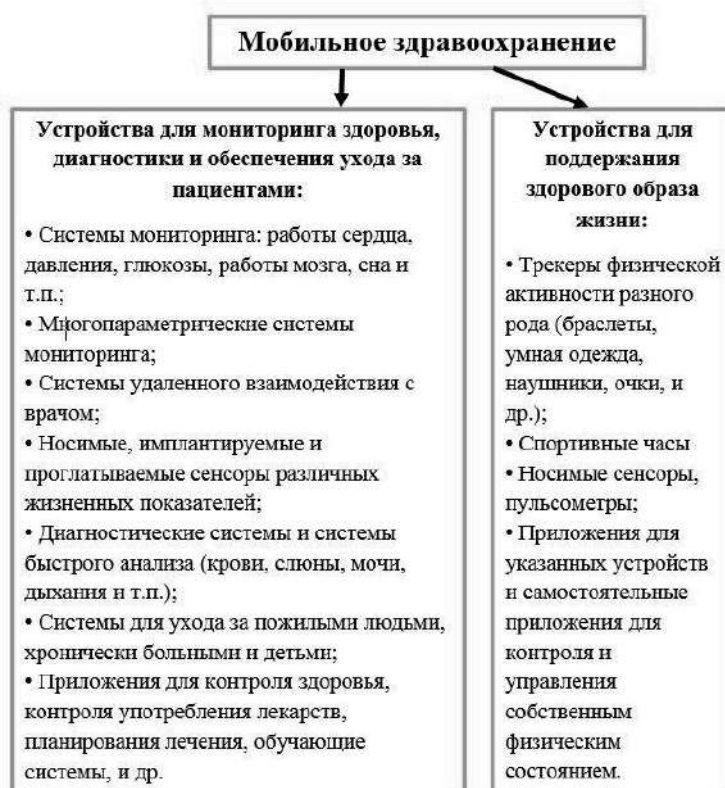 Мобильное здравоохранение
Устройства для мониторинга здоровья,
диагностики и обеспечения ухода за
пациентами:
• Системы мониторинга: работы сердца,
давления, глюкозы, работы мозга, сна и
т.п.;
• Многопараметрические системы
мониторинга;
• Системы удаленного взаимодействия с
врачом;
• Носимые, имплантируемые и
проглатываемые сенсоры различных
жизненных показателей;
• Диагностические системы и системы
быстрого анализа (крови, слюны, мочи,
дыхания и т.п.);
• Системы для ухода за пожилыми людьми,
хронически больными и детьми;
• Приложения для контроля здоровья,
контроля употребления лекарств,
планирования лечения, обучающие
системы, и др.
Устройства для
поддержания
здорового образа
жизни:
• Трекеры физической
активности разного
рода (браслеты,
умная одежда,
наушники, очки, и
др.);
• Спортивные часы
• Носимые сенсоры,
пульсометры;
• Приложения для
указанных устройств
и самостоятельные
приложения для
контроля и
управления
собственным
физическим
состоянием.